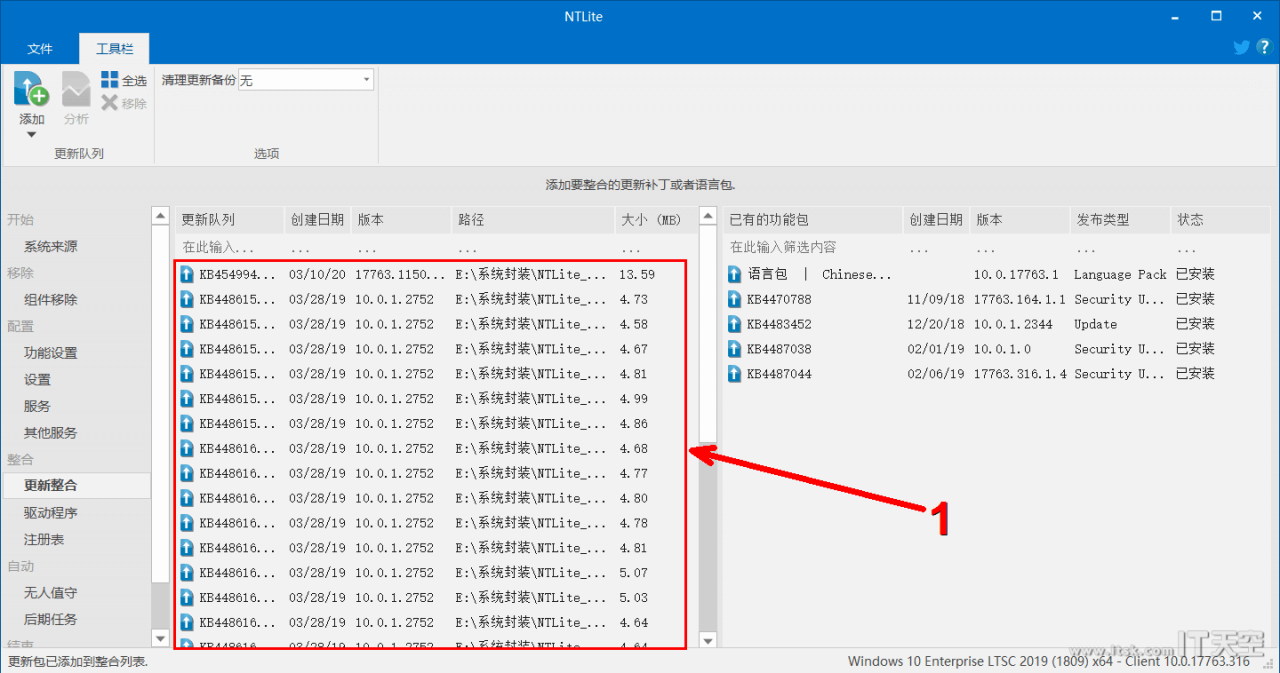 NTLite
文件 工具栏
添加 分析 全选 移除 清理更新备份 无
更新队列 选项
添加要整合的更新补丁或者语言包.
开始
系统来源
移除
组件移除
配置
功能设置
设置
服务
其他服务
整合
更新整合
驱动程序
注册表
自动
无人值守
后期任务
结束
更新队列 创建日期 版本 路径 大小 (MB)
在此输入... ... ... ... ...
KB454994... 03/10/20 17763.1150... E:\系统封装\NTLite_... 13.59
KB448615... 03/28/19 10.0.1.2752 E:\系统封装\NTLite_... 4.73
KB448615... 03/28/19 10.0.1.2752 E:\系统封装\NTLite_... 4.58
KB448615... 03/28/19 10.0.1.2752 E:\系统封装\NTLite_... 4.67
KB448615... 03/28/19 10.0.1.2752 E:\系统封装\NTLite_... 4.81
KB448615... 03/28/19 10.0.1.2752 E:\系统封装\NTLite_... 4.99
KB448615... 03/28/19 10.0.1.2752 E:\系统封装\NTLite_... 4.86
KB448616... 03/28/19 10.0.1.2752 E:\系统封装\NTLite_... 4.68
KB448616... 03/28/19 10.0.1.2752 E:\系统封装\NTLite_... 4.77
KB448616... 03/28/19 10.0.1.2752 E:\系统封装\NTLite_... 4.80
KB448616... 03/28/19 10.0.1.2752 E:\系统封装\NTLite_... 4.78
KB448616... 03/28/19 10.0.1.2752 E:\系统封装\NTLite_... 4.81
KB448616... 03/28/19 10.0.1.2752 E:\系统封装\NTLite_... 5.07
KB448616... 03/28/19 10.0.1.2752 E:\系统封装\NTLite_... 5.03
KB448616... 03/28/19 10.0.1.2752 E:\系统封装\NTLite_... 4.64
KB448616... 03/28/19 10.0.1.2752 E:\系统封装\NTLite_... 4.64
已有的功能包 创建日期 版本 发布类型 状态
在此输入筛选内容 ... ... ... ...
语言包 | Chinese... 10.0.17763.1 Language Pack 已安装
KB4470788 11/09/18 17763.164.1.1 Security U... 已安装
KB4483452 12/20/18 10.0.1.2344 Update 已安装
KB4487038 02/01/19 10.0.1.0 Security U... 已安装
KB4487044 02/06/19 17763.316.1.4 Security U... 已安装
1
www.itsk.com IT天空
更新包已添加到整合列表. Windows 10 Enterprise LTSC 2019 (1809) x64 - Client 10.0.17763.316